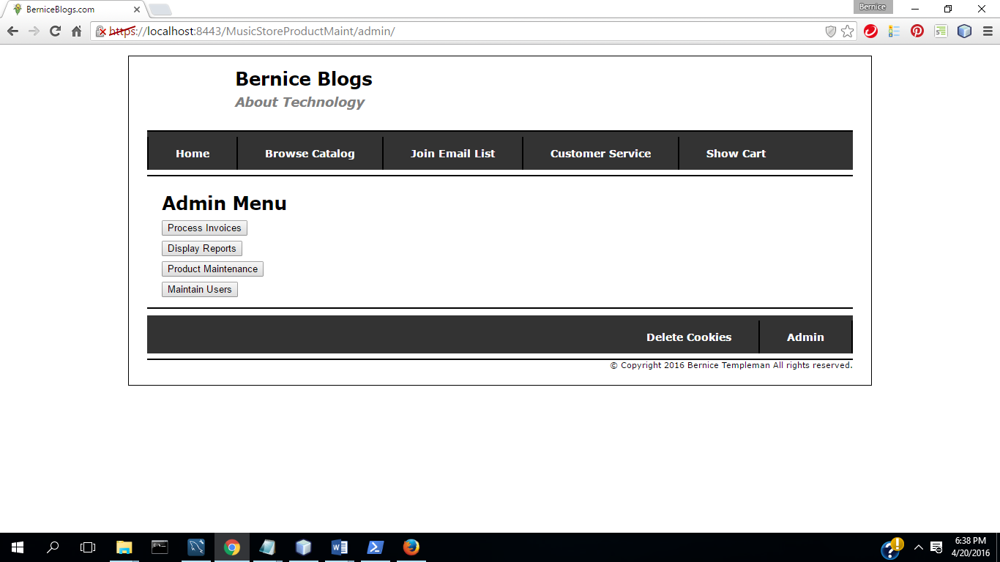 BerniceBlogs.com
Bernice
https://localhost:8443/MusicStoreProductMaint/admin/
Bernice Blogs
About Technology
Home Browse Catalog Join Email List Customer Service Show Cart
Admin Menu
Process Invoices
Display Reports
Product Maintenance
Maintain Users
Delete Cookies Admin
© Copyright 2016 Bernice Templeman All rights reserved.
6:38 PM
4/20/2016